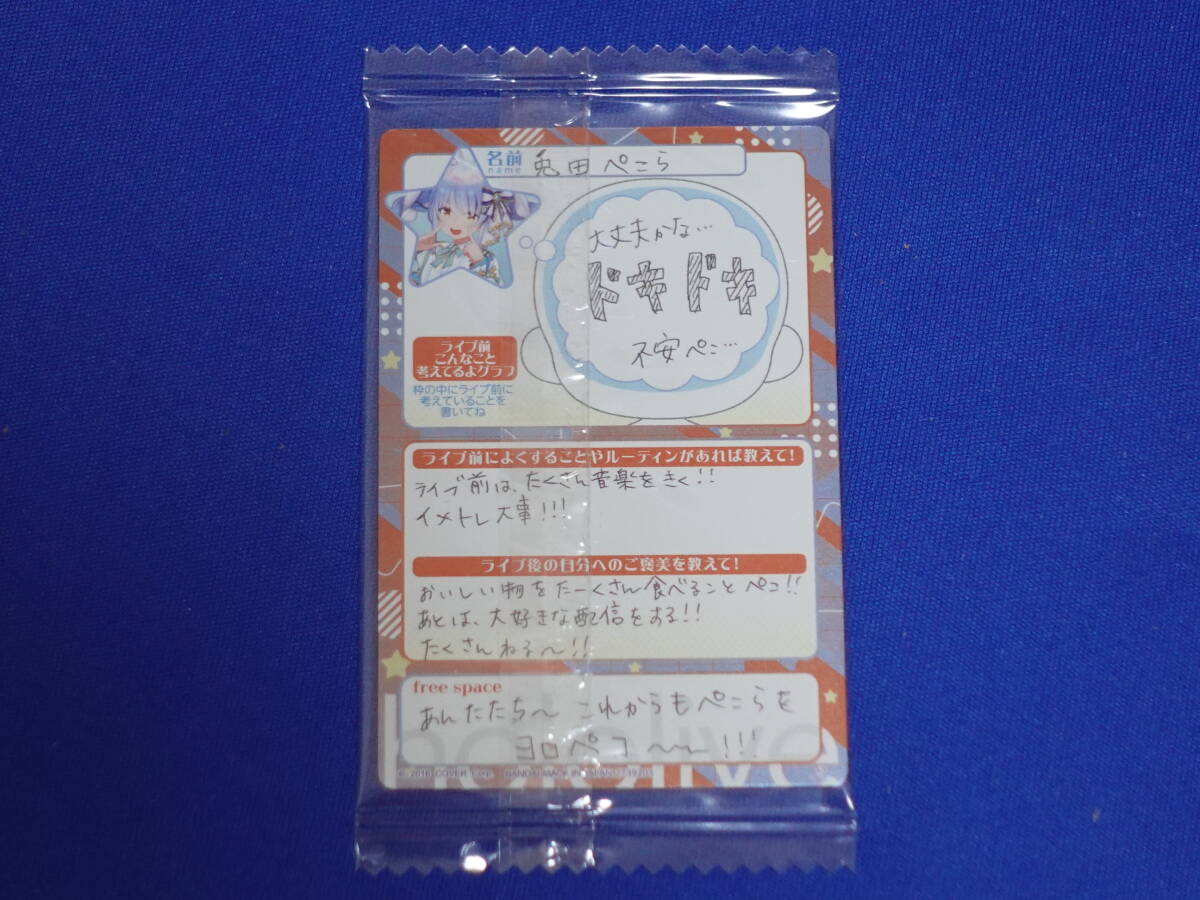 名前
name
兎田ぺこら
大丈夫かな…
ドキドキ
不安ぺこ…
ライブ前
こんなこと
考えてるよグラフ
枠の中にライブ前に
考えていることを
書いてね
ライブ前によくすることやルーティンがあれば教えて!
ライブ前は、たくさん音楽をきく!!
イメトレ大事!!!
ライブ後の自分へのご褒美を教えて!
おいしい物をたーくさん食べることペこ!!
あとは、大好きな配信をする!!
たくさんねる〜!!
free space
あんたたち〜 これからもぺこらを
ヨロペコ〜〜!!!
hololive
© 2016 COVER Corp. BANDAI MADE IN JAPAN